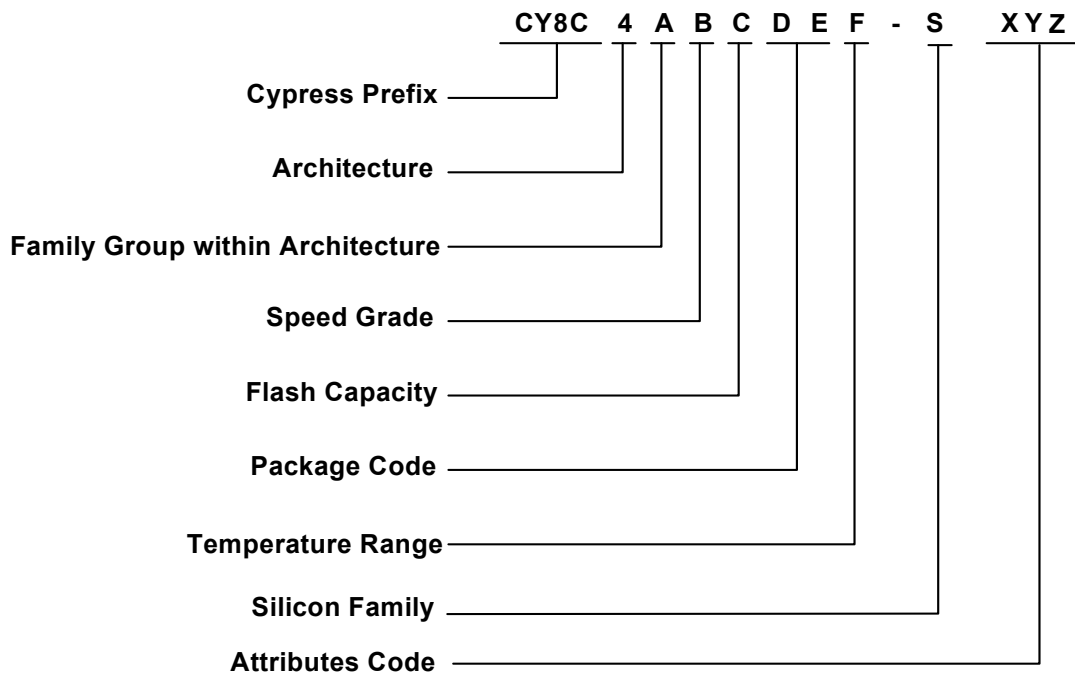 CY8C 4 A B C D E F - S XYZ
Cypress Prefix
Architecture
Family Group within Architecture
Speed Grade
Flash Capacity
Package Code
Temperature Range
Silicon Family
Attributes Code